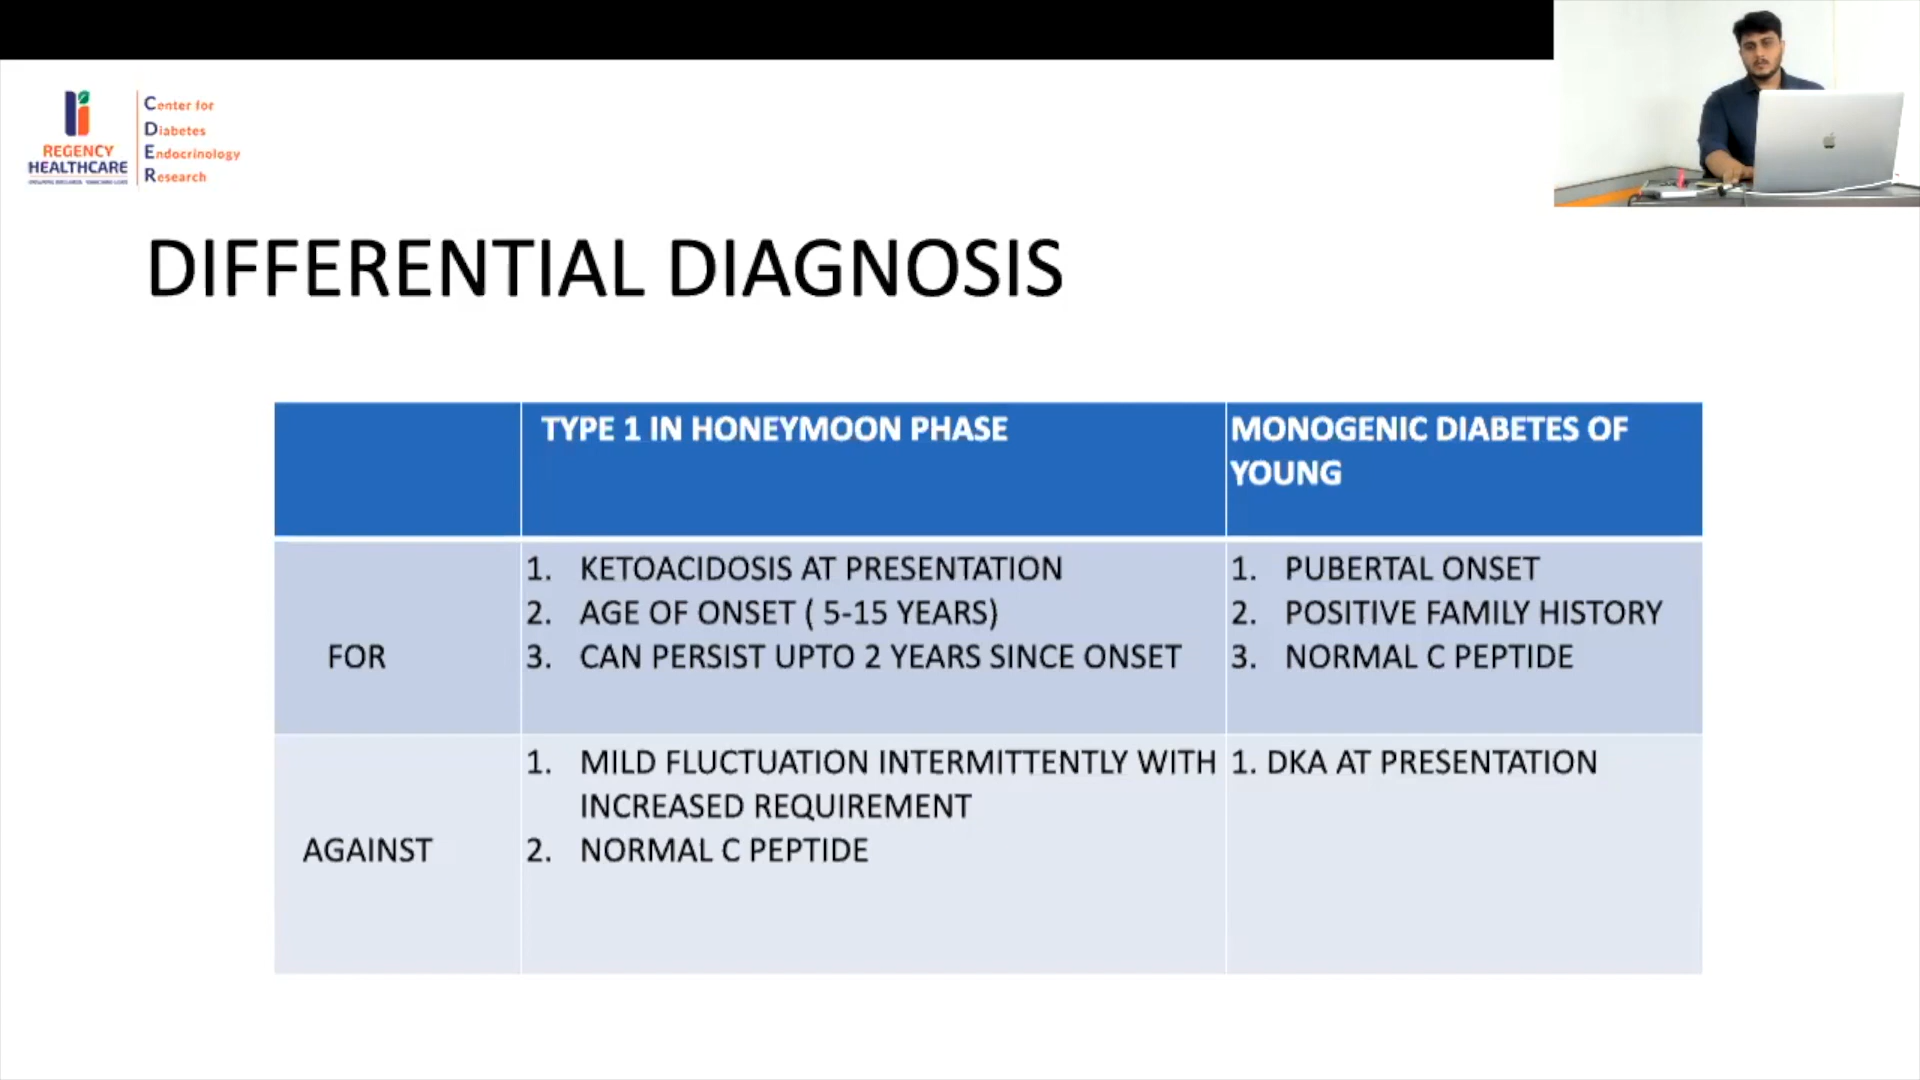 REGENCY
HEALTHCARE
Center for
Diabetes
Endocrinology
Research
DIFFERENTIAL DIAGNOSIS
TYPE 1 IN HONEYMOON PHASE
MONOGENIC DIABETES OF
YOUNG
FOR
1. KETOACIDOSIS AT PRESENTATION
2. AGE OF ONSET ( 5-15 YEARS)
3. CAN PERSIST UPTO 2 YEARS SINCE ONSET
1. PUBERTAL ONSET
2. POSITIVE FAMILY HISTORY
3. NORMAL C PEPTIDE
AGAINST
1. MILD FLUCTUATION INTERMITTENTLY WITH
INCREASED REQUIREMENT
2. NORMAL C PEPTIDE
1. DKA AT PRESENTATION